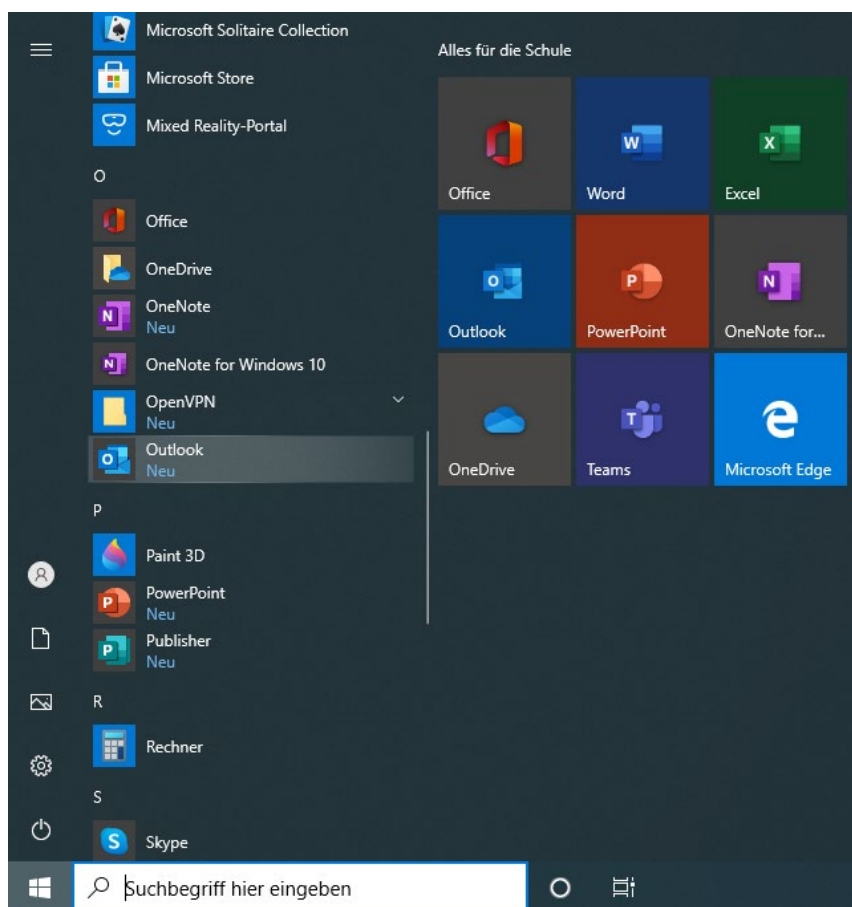 Microsoft Solitaire Collection
Microsoft Store
Mixed Reality-Portal
O
Office
OneDrive
OneNote
Neu
OneNote for Windows 10
OpenVPN
Neu
Outlook
Neu
P
Paint 3D
PowerPoint
Neu
Publisher
Neu
R
Rechner
S
Skype
Alles für die Schule
Office
Word
Excel
Outlook
PowerPoint
OneNote for...
OneDrive
Teams
Microsoft Edge
Suchbegriff hier eingeben